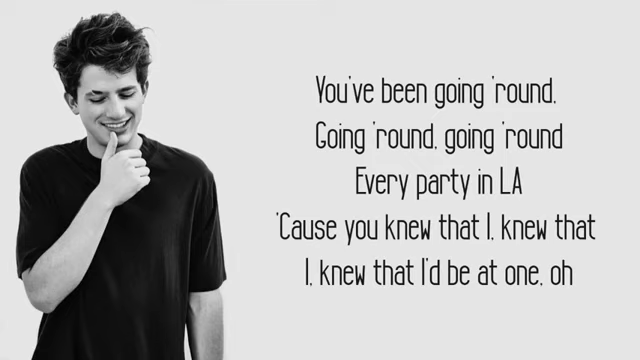 You've been going 'round,
Going 'round, going 'round
Every party in LA
'Cause you knew that I, knew that
I, knew that I'd be at one, oh